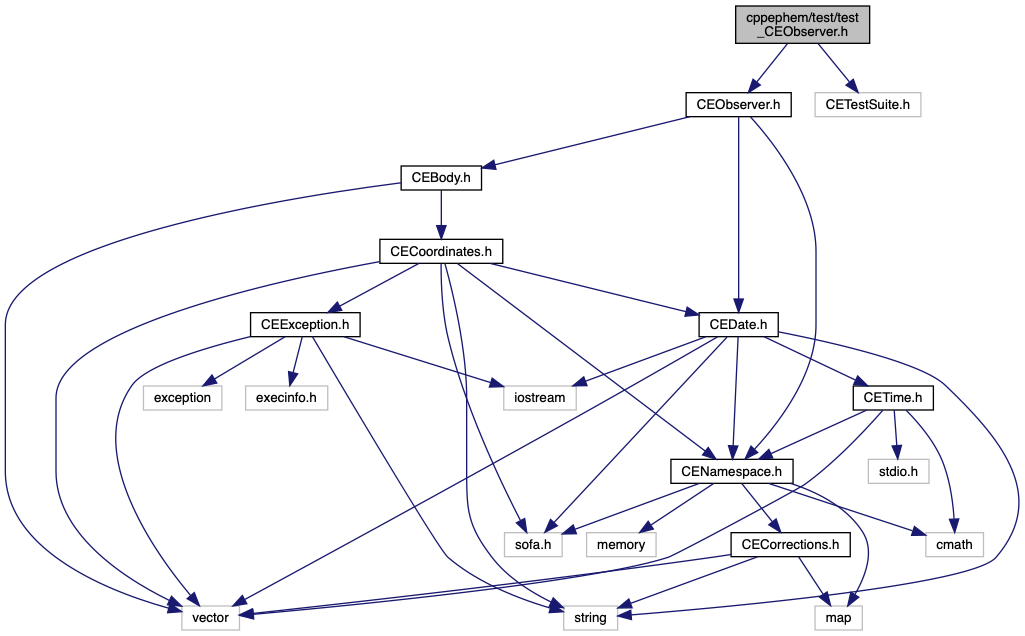 cppephem/test/test
_CEObserver.h
CEObserver.h
CETestSuite.h
CEBody.h
CECoordinates.h
CEException.h
CEDate.h
exception
execinfo.h
iostream
CETime.h
CENamespace.h
stdio.h
sofa.h
memory
CECorrections.h
cmath
vector
string
map